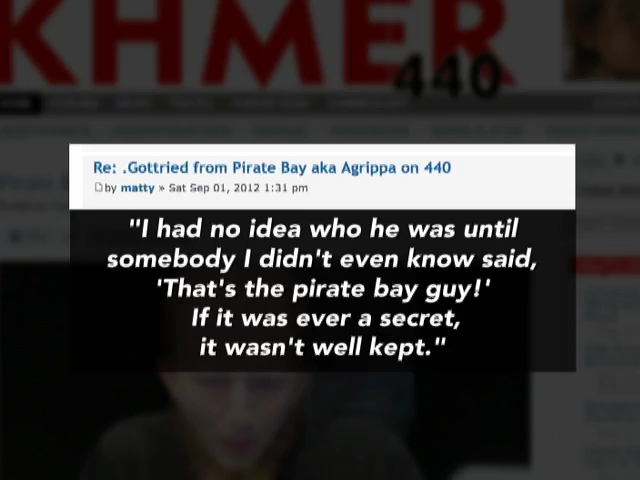 KHMER
440
Re: .Gottried from Pirate Bay aka Agrippa on 440
by matty » Sat Sep 01, 2012 1:31 pm
"I had no idea who he was until
somebody I didn't even know said,
'That's the pirate bay guy!'
If it was ever a secret,
it wasn't well kept."